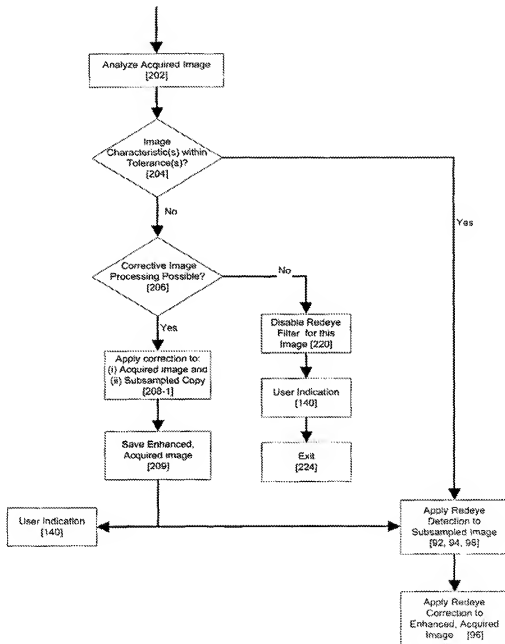 Analyze Acquired Image
[202]
Image
Characteristic(s) within
Tolerance(s)?
[204]
No
Yes
Corrective Image
Processing Possible?
[206]
No
Yes
Disable Redeye
Filter for this
Image [220]
Apply correction to:
(i) Acquired image and
(ii) Subsampled Copy
[208-1]
User Indication
[140]
Save Enhanced,
Acquired image
[209]
Exit
[224]
User Indication
[140]
Apply Redeye
Detection to
Subsampled Image
[92, 94, 96]
Apply Redeye
Correction to
Enhanced, Acquired
Image [96]